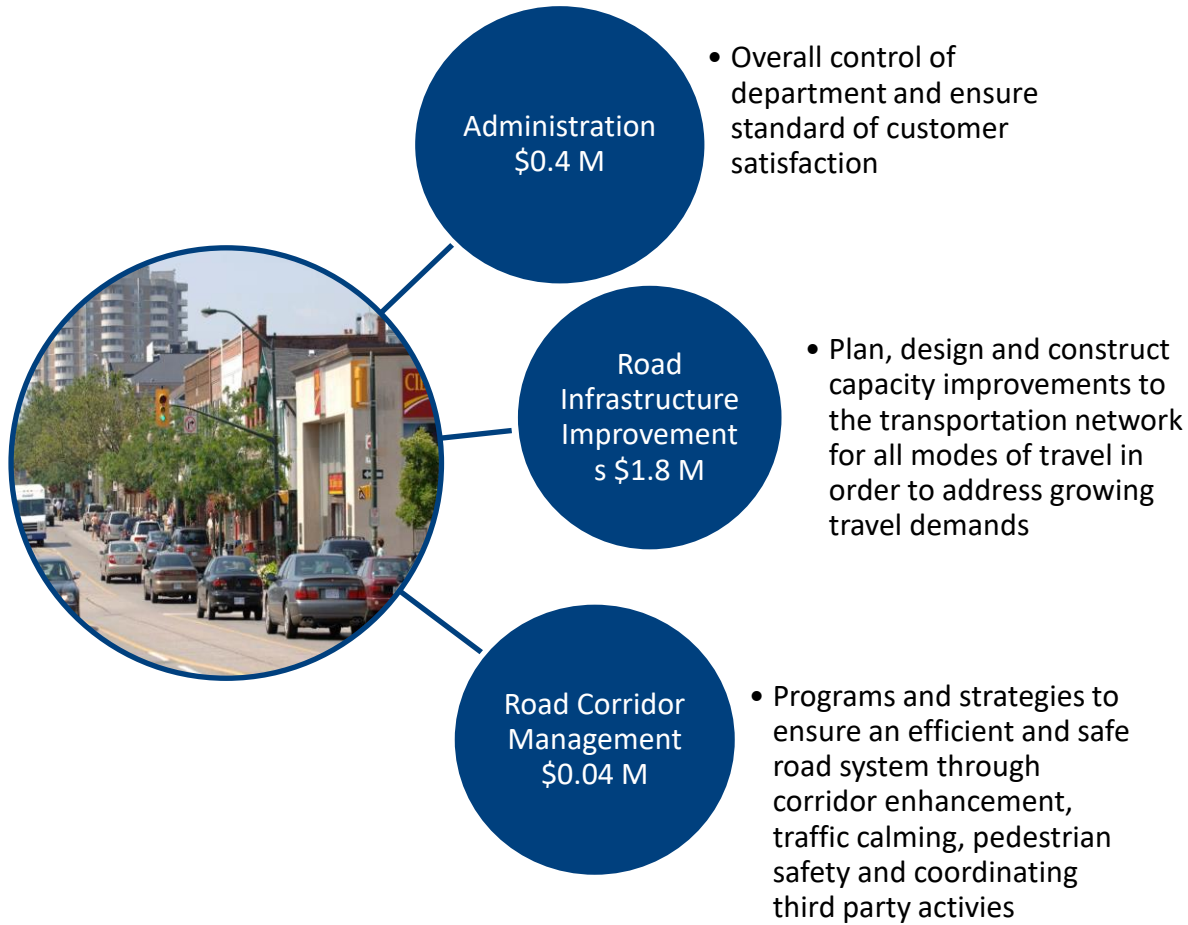 Administration
$0.4 M
• Overall control of
department and ensure
standard of customer
satisfaction
Road
Infrastructure
Improvement
s $1.8 M
• Plan, design and construct
capacity improvements to
the transportation network
for all modes of travel in
order to address growing
travel demands
Road Corridor
Management
$0.04 M
• Programs and strategies to
ensure an efficient and safe
road system through
corridor enhancement,
traffic calming, pedestrian
safety and coordinating
third party activies